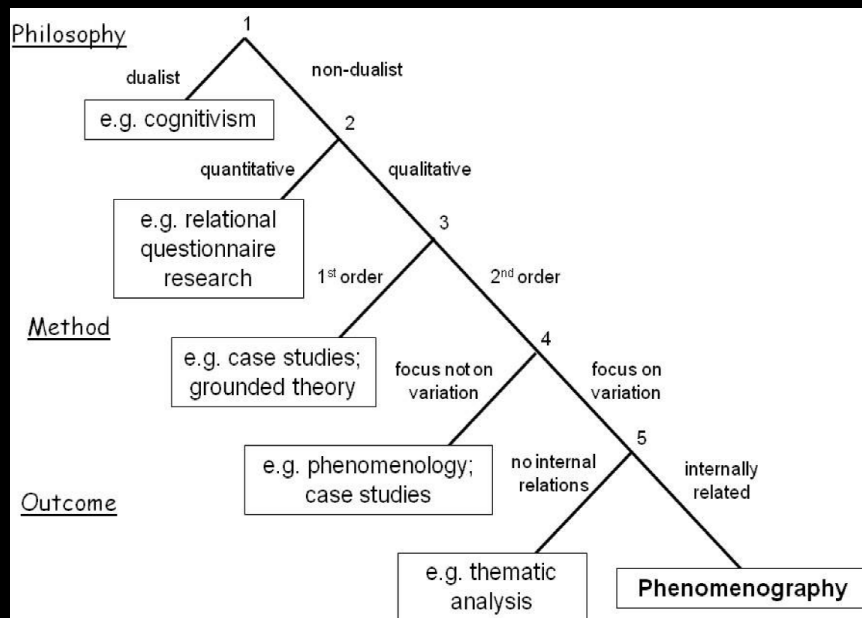 1
Philosophy
dualist
non-dualist
e.g. cognitivism
2
quantitative
qualitative
e.g. relational
questionnaire
research
3
1st order
2nd order
Method
e.g. case studies;
grounded theory
4
focus not on
variation
focus on
variation
e.g. phenomenology;
case studies
5
no internal
relations
internally
related
Outcome
e.g. thematic
analysis
Phenomenography